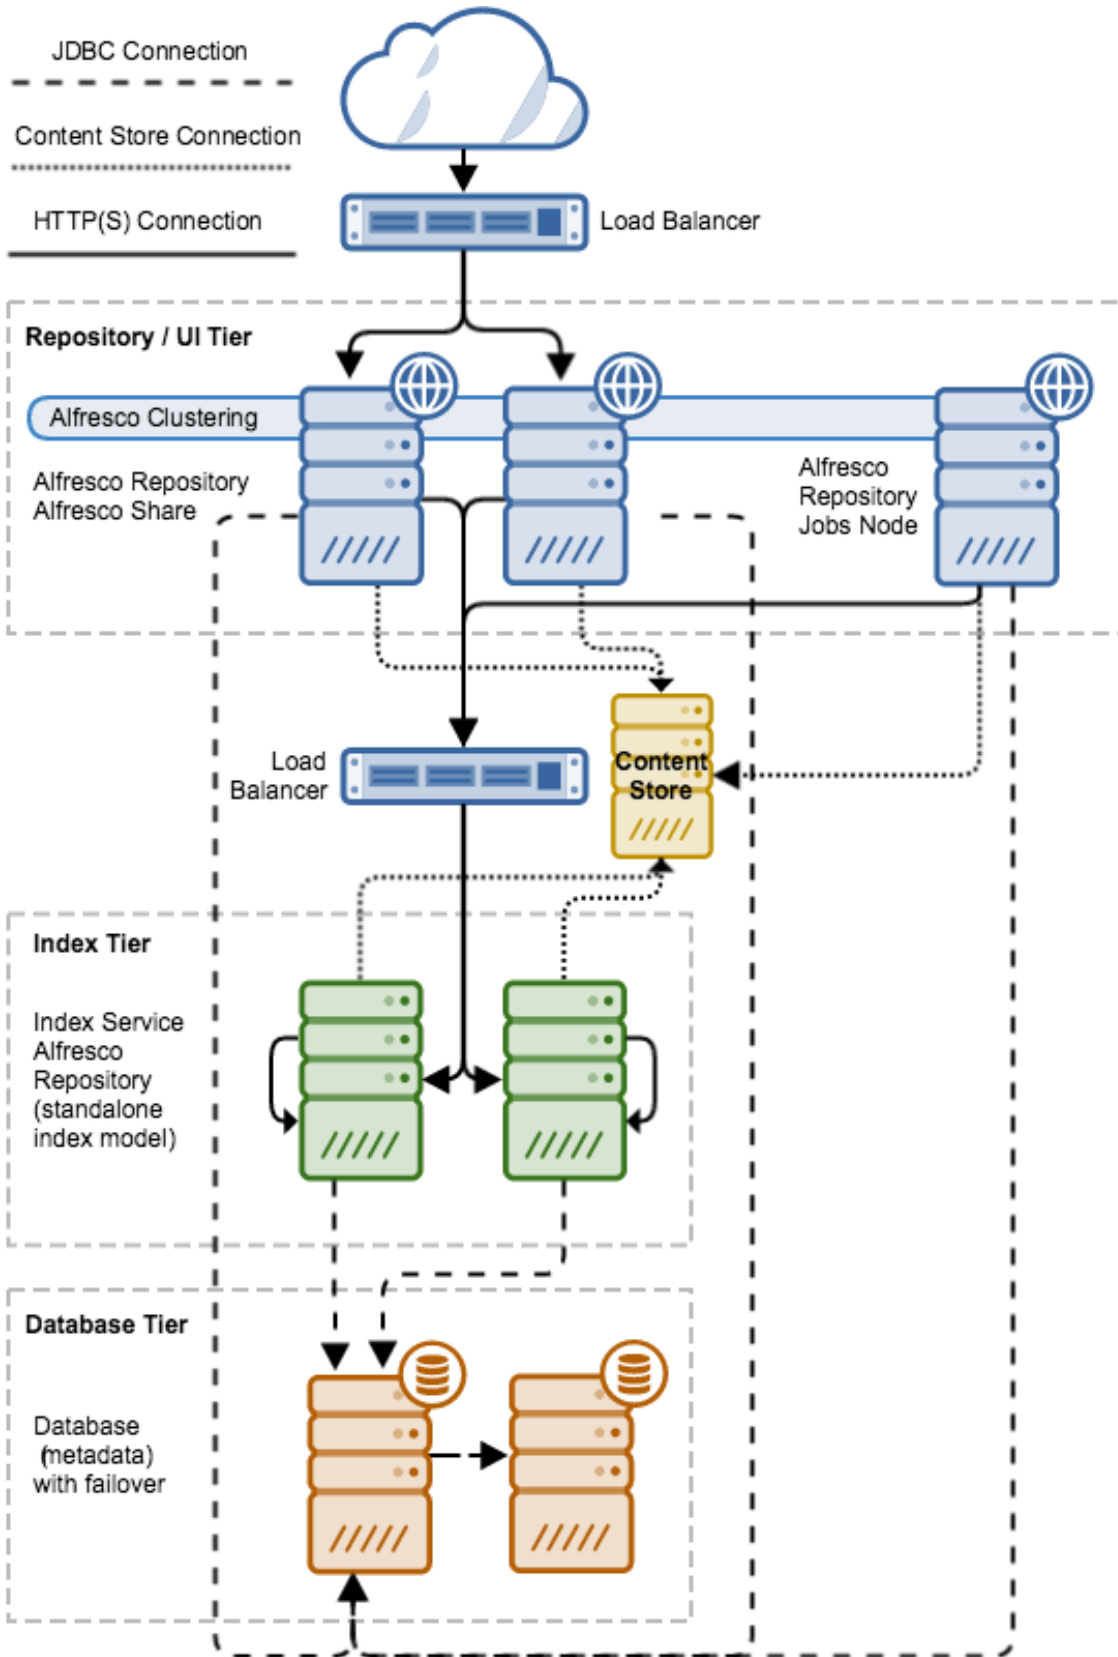 JDBC Connection
Content Store Connection
HTTP(S) Connection
Load Balancer
Repository / UI Tier
Alfresco Clustering
Alfresco Repository
Alfresco Share
Alfresco
Repository
Jobs Node
Load
Balancer
Content
Store
Index Tier
Index Service
Alfresco
Repository
(standalone
index model)
Database Tier
Database
(metadata)
with failover